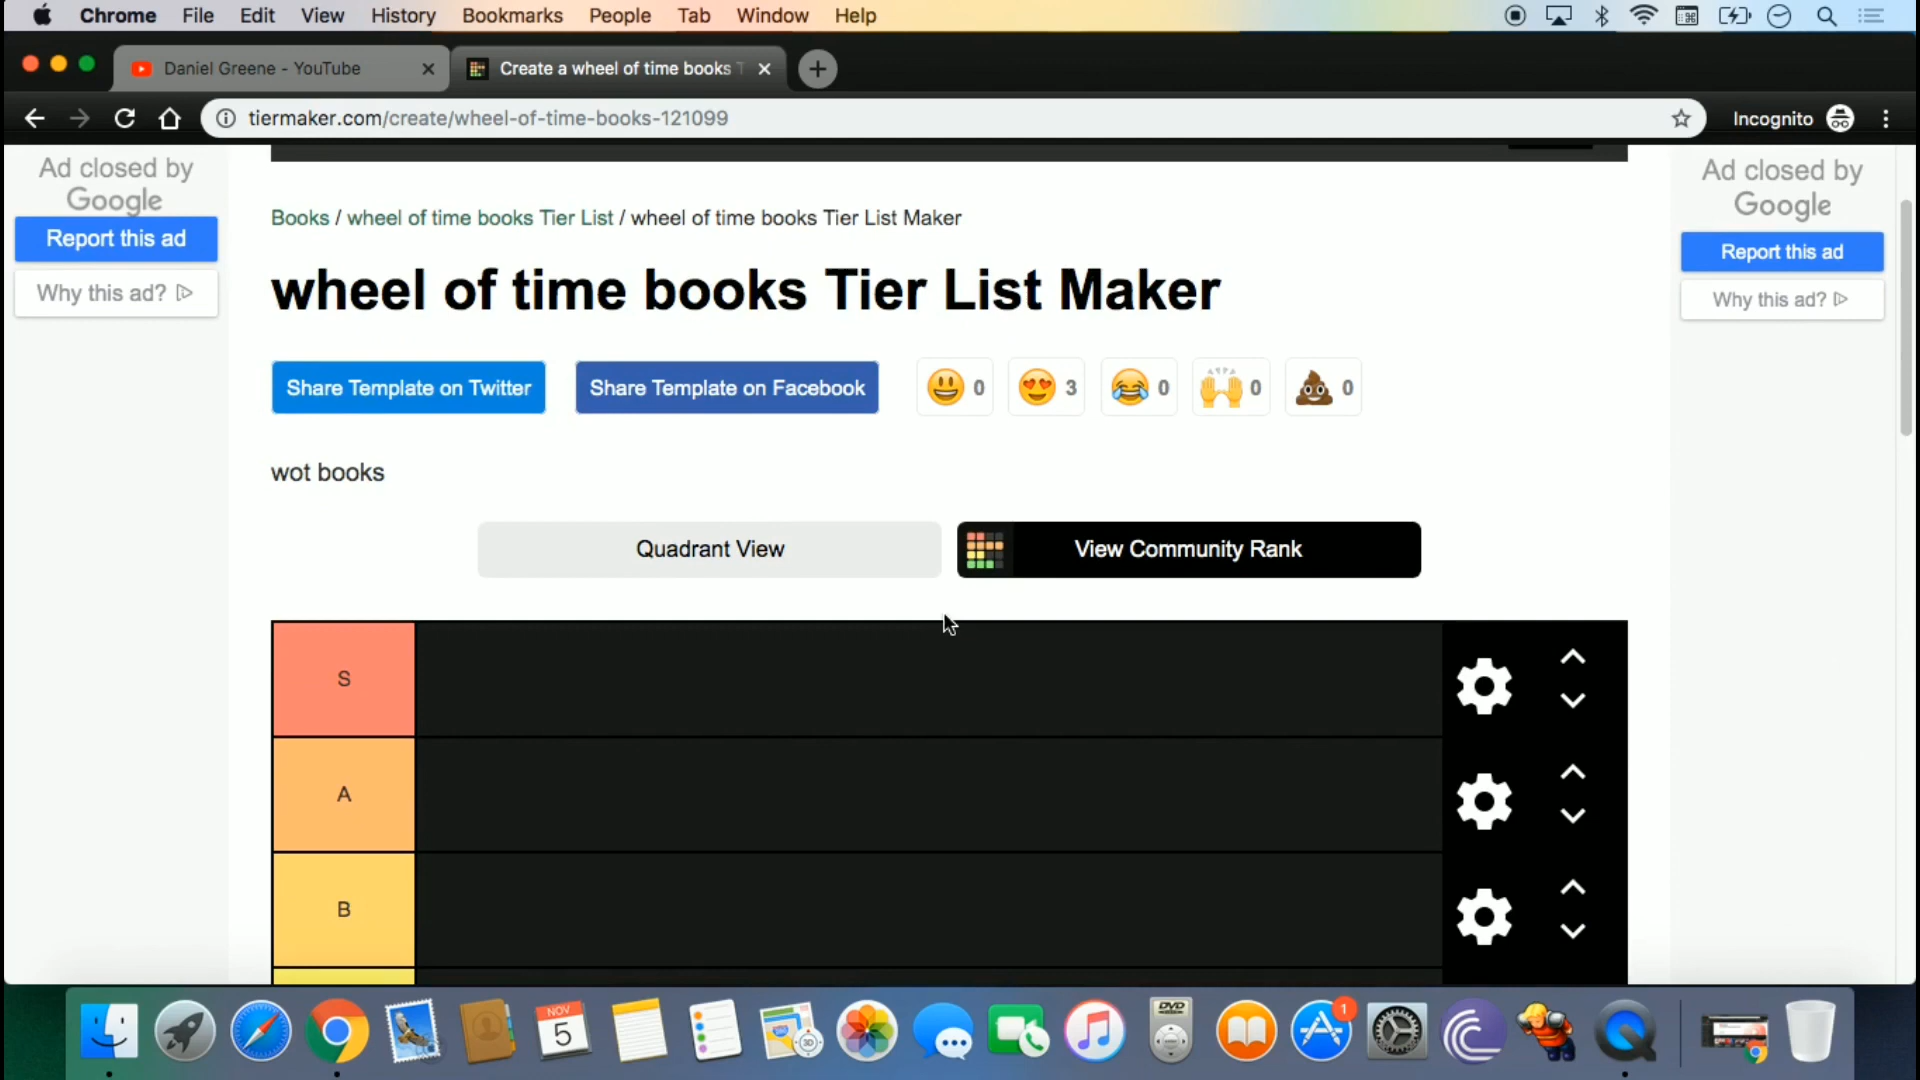 Chrome File Edit View History Bookmarks People Tab Window Help
Daniel Greene - YouTube
Create a wheel of time books T
tiermaker.com/create/wheel-of-time-books-121099
Incognito
Ad closed by
Google
Report this ad
Why this ad?
Books / wheel of time books Tier List / wheel of time books Tier List Maker
wheel of time books Tier List Maker
Share Template on Twitter
Share Template on Facebook
0
3
0
0
0
wot books
Quadrant View
View Community Rank
S
A
B
Ad closed by
Google
Report this ad
Why this ad?
NOV
5
3D
DVD
1